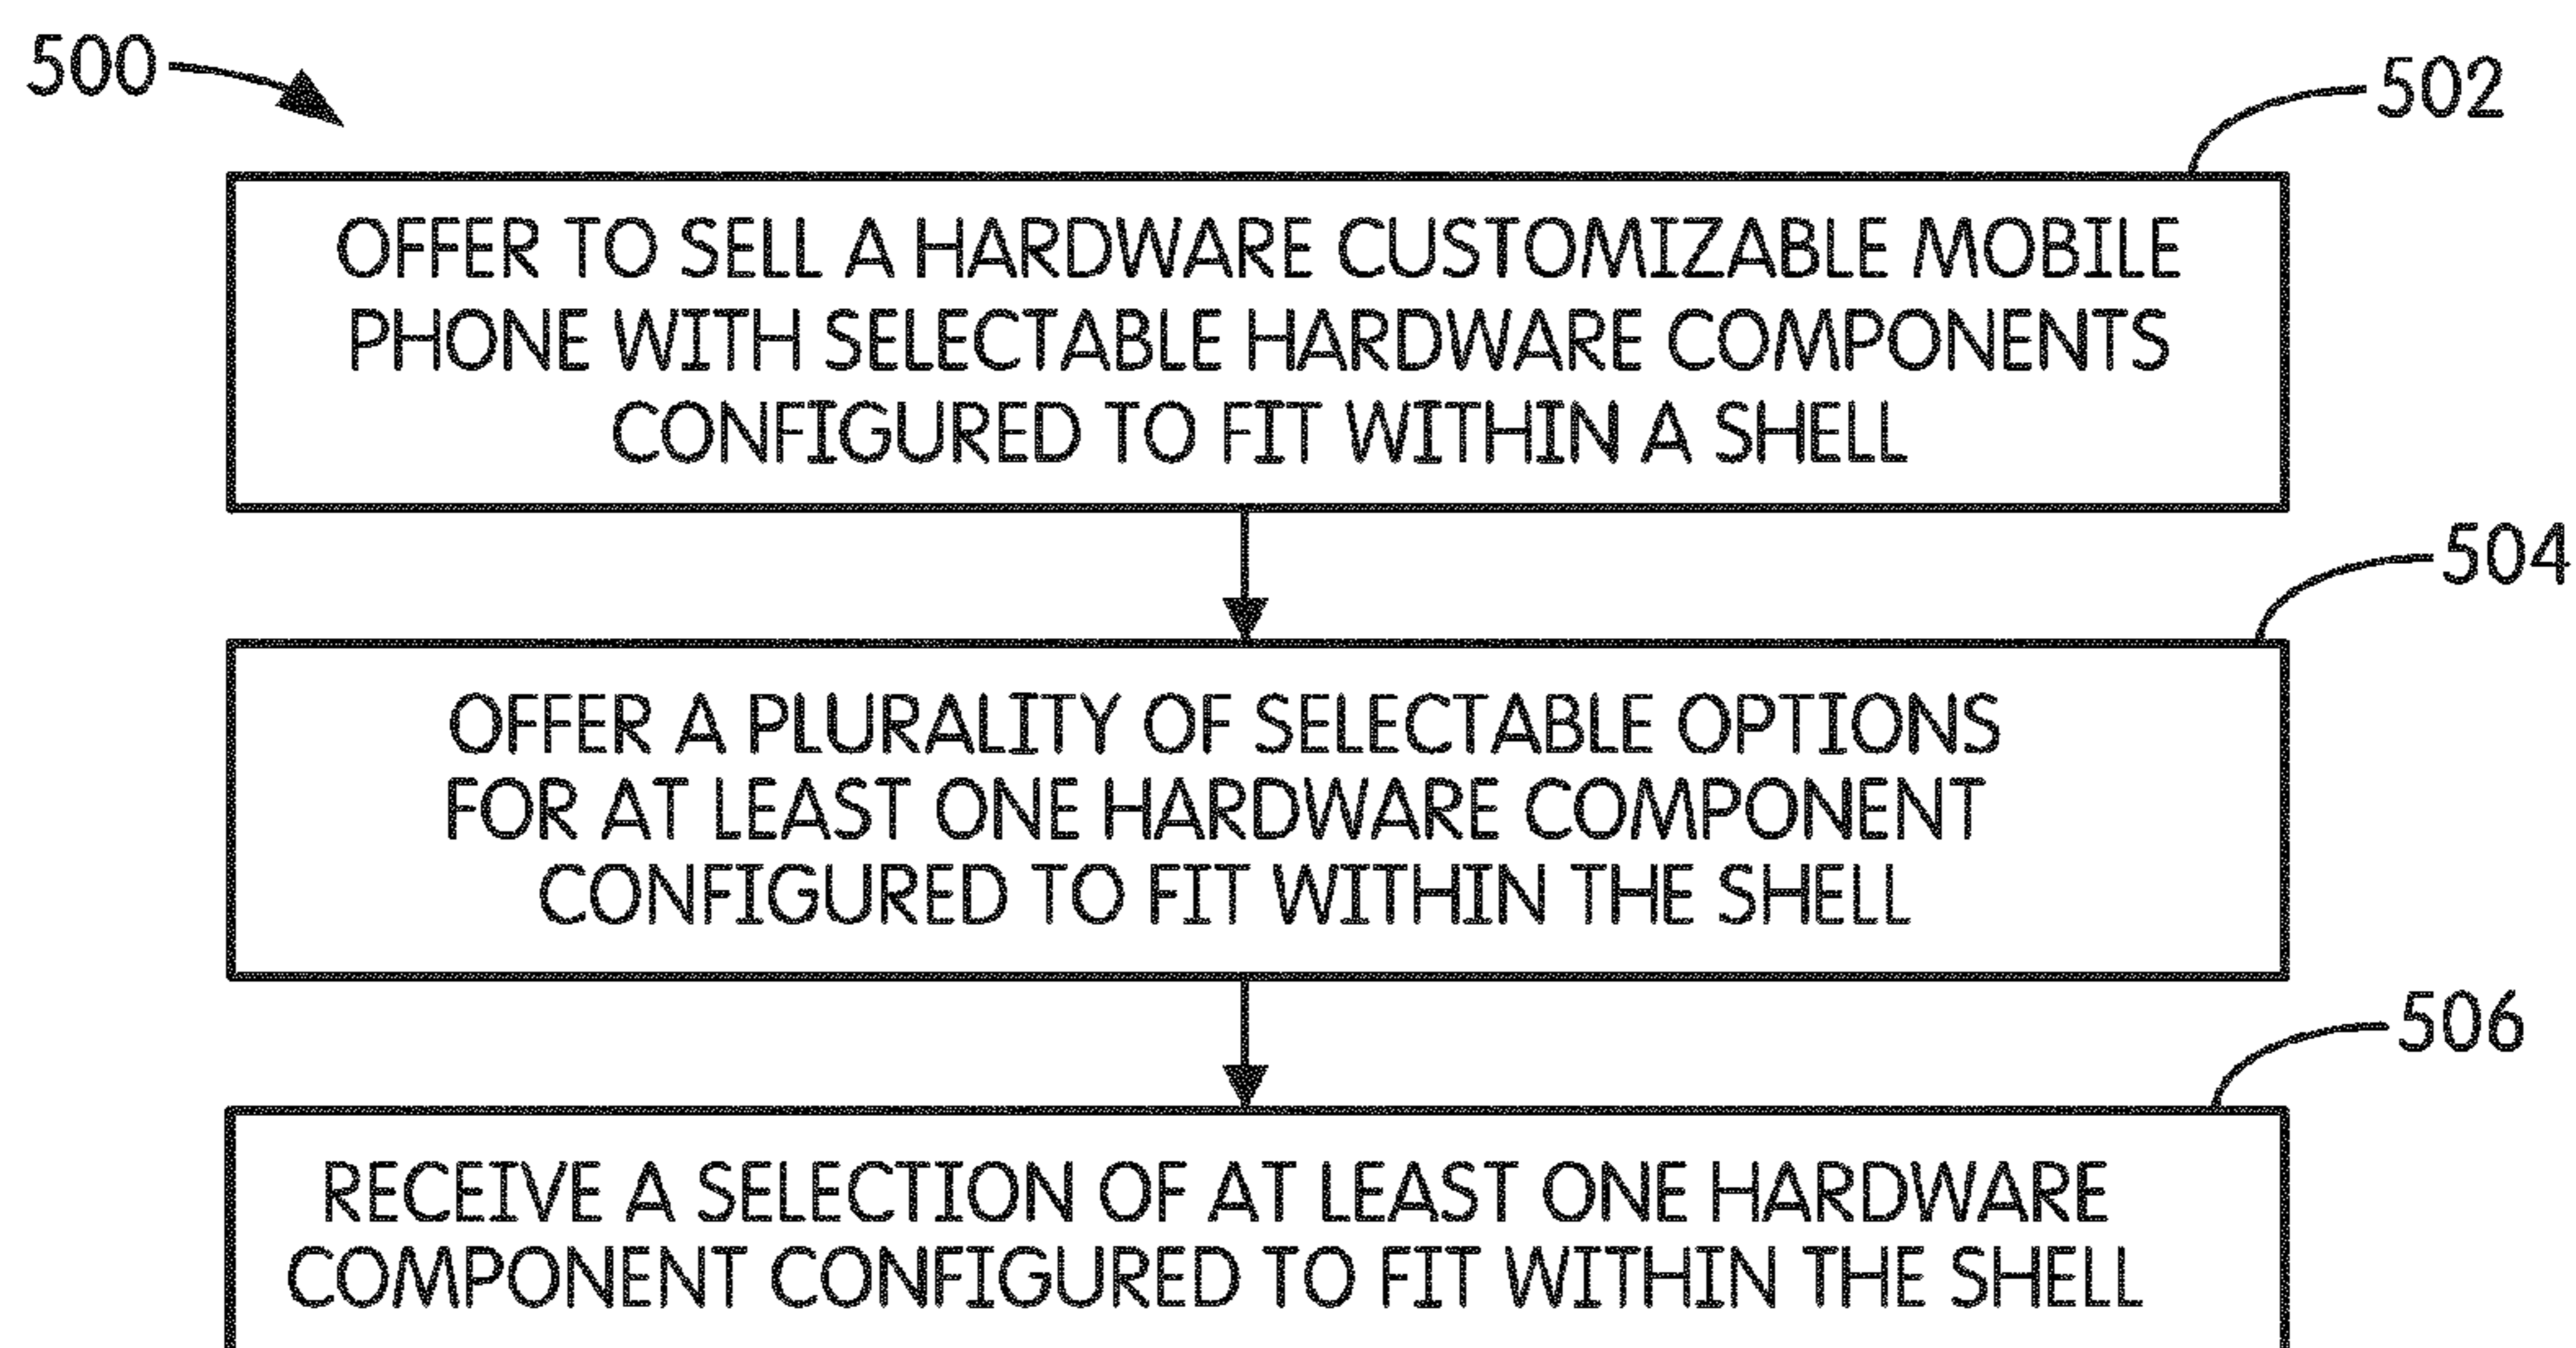 500
502
OFFER TO SELL A HARDWARE CUSTOMIZABLE MOBILE
PHONE WITH SELECTABLE HARDWARE COMPONENTS
CONFIGURED TO FIT WITHIN A SHELL
504
OFFER A PLURALITY OF SELECTABLE OPTIONS
FOR AT LEAST ONE HARDWARE COMPONENT
CONFIGURED TO FIT WITHIN THE SHELL
506
RECEIVE A SELECTION OF AT LEAST ONE HARDWARE
COMPONENT CONFIGURED TO FIT WITHIN THE SHELL